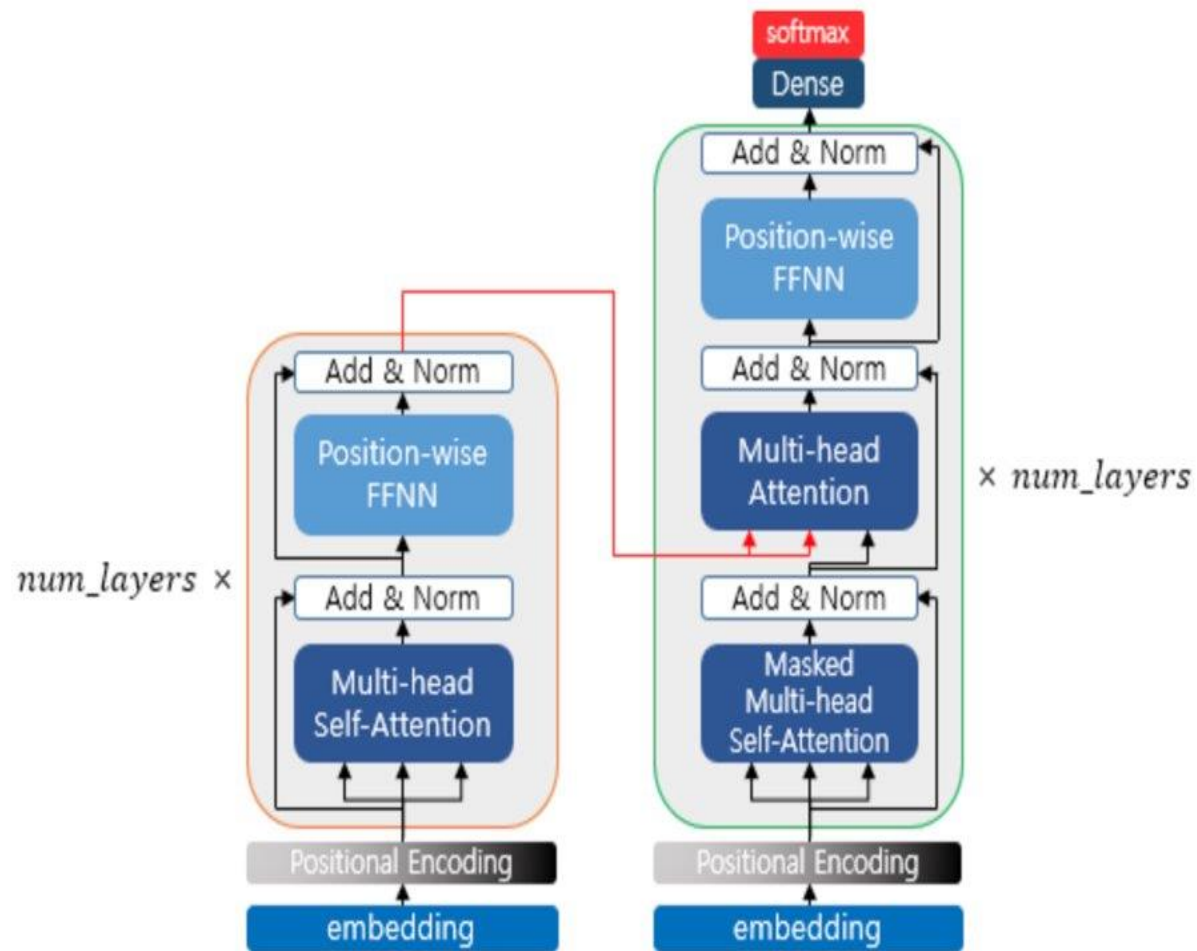 softmax
Dense
Add & Norm
Position-wise
FFNN
Add & Norm
Multi-head
Attention
× num_layers
Add & Norm
Masked
Multi-head
Self-Attention
Positional Encoding
embedding
Add & Norm
Position-wise
FFNN
num_layers ×
Add & Norm
Multi-head
Self-Attention
Positional Encoding
embedding